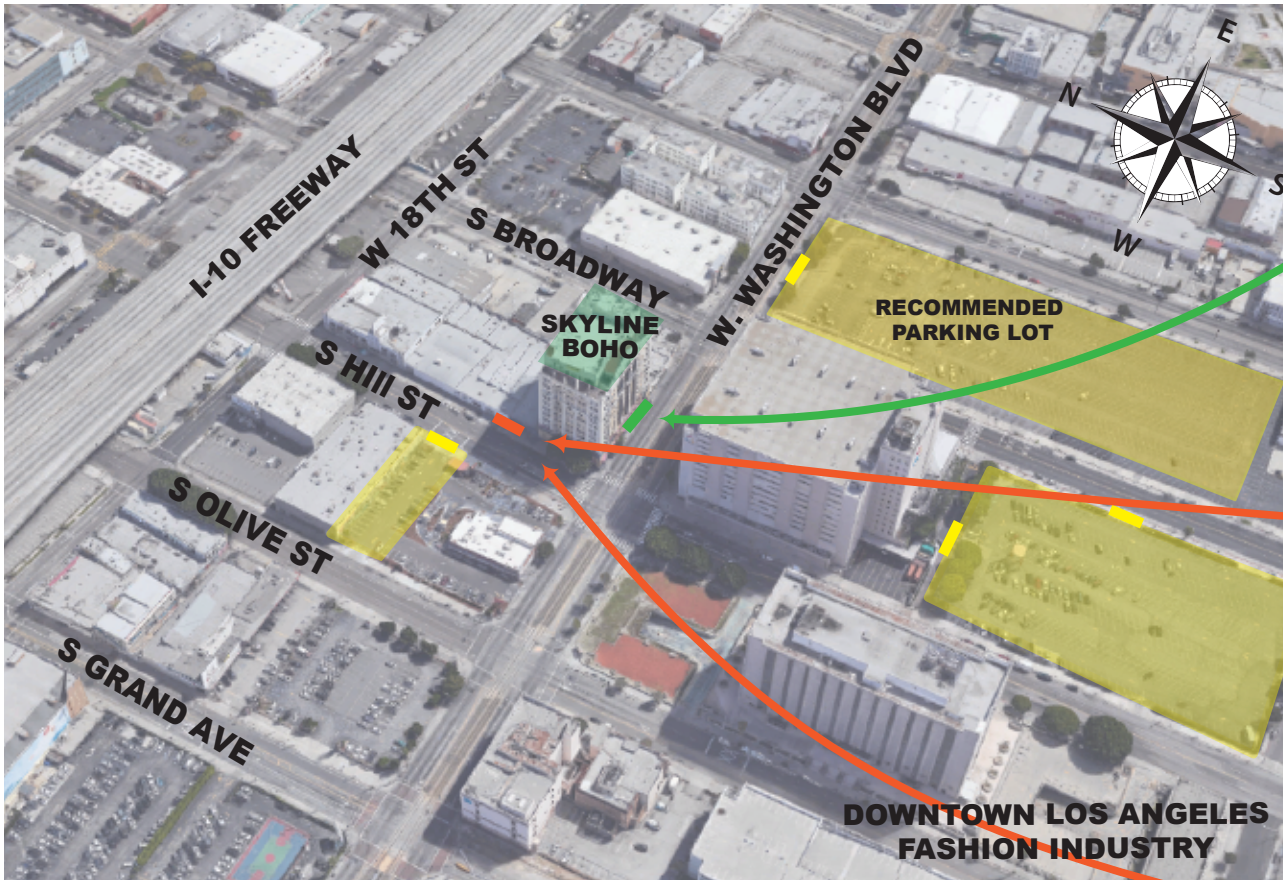 E
N
S
W
I-10 FREEWAY
W 18TH ST
S BROADWAY
W. WASHINGTON BLVD
RECOMMENDED
PARKING LOT
SKYLINE
BOHO
S HIll ST
S OLIVE ST
S GRAND AVE
DOWNTOWN LOS ANGELES
FASHION INDUSTRY